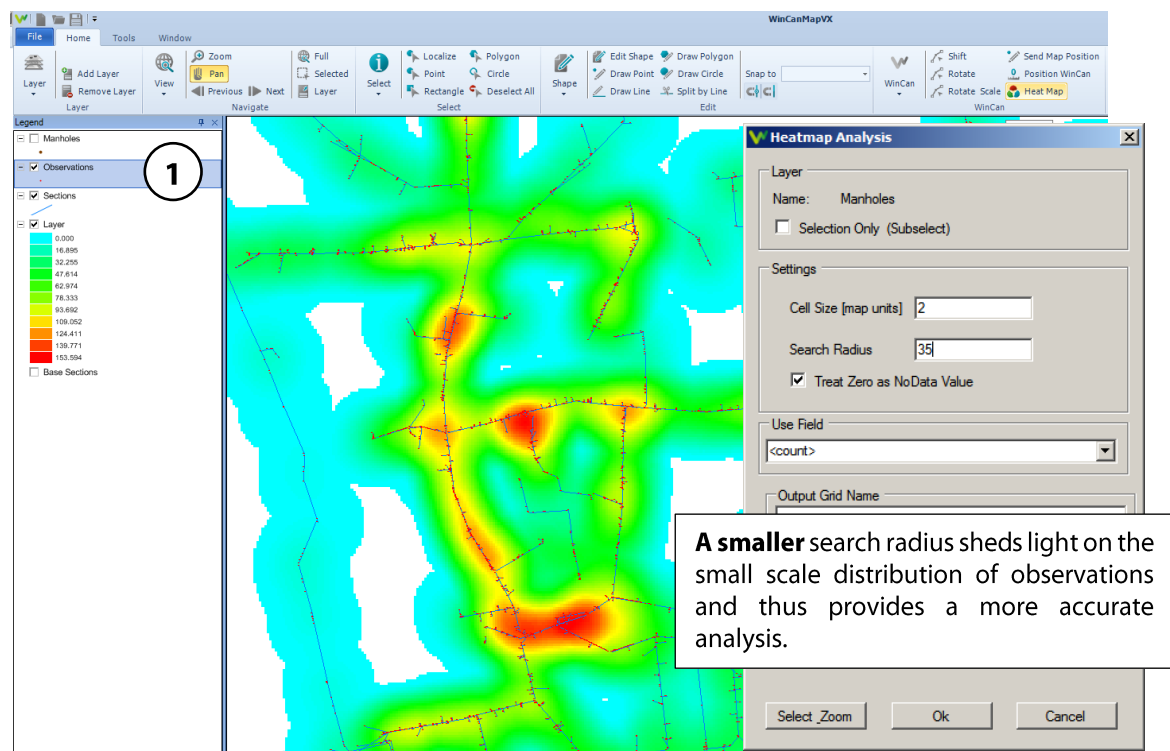 WinCanMapVX
File Home Tools Window
Layer
Add Layer
Remove Layer
Layer
View
Zoom
Pan
Previous Next
Full
Selected
Layer
Navigate
Select
Localize
Point
Rectangle
Polygon
Circle
Deselect All
Select
Shape
Edit Shape
Draw Point
Draw Line
Draw Polygon
Draw Circle
Split by Line
Snap to
Edit
WinCan
Shift
Rotate
Rotate Scale
Send Map Position
Position WinCan
Heat Map
WinCan
Legend
Manholes
Observations
1
Sections
Layer
0.000
16.895
32.255
47.614
62.974
78.333
93.692
109.052
124.411
139.771
153.594
Base Sections
Heatmap Analysis
Layer
Name: Manholes
Selection Only (Subselect)
Settings
Cell Size [map units] 2
Search Radius 35
Treat Zero as NoData Value
Use Field
<count>
Output Grid Name
A smaller search radius sheds light on the
small scale distribution of observations
and thus provides a more accurate
analysis.
Select _Zoom Ok Cancel